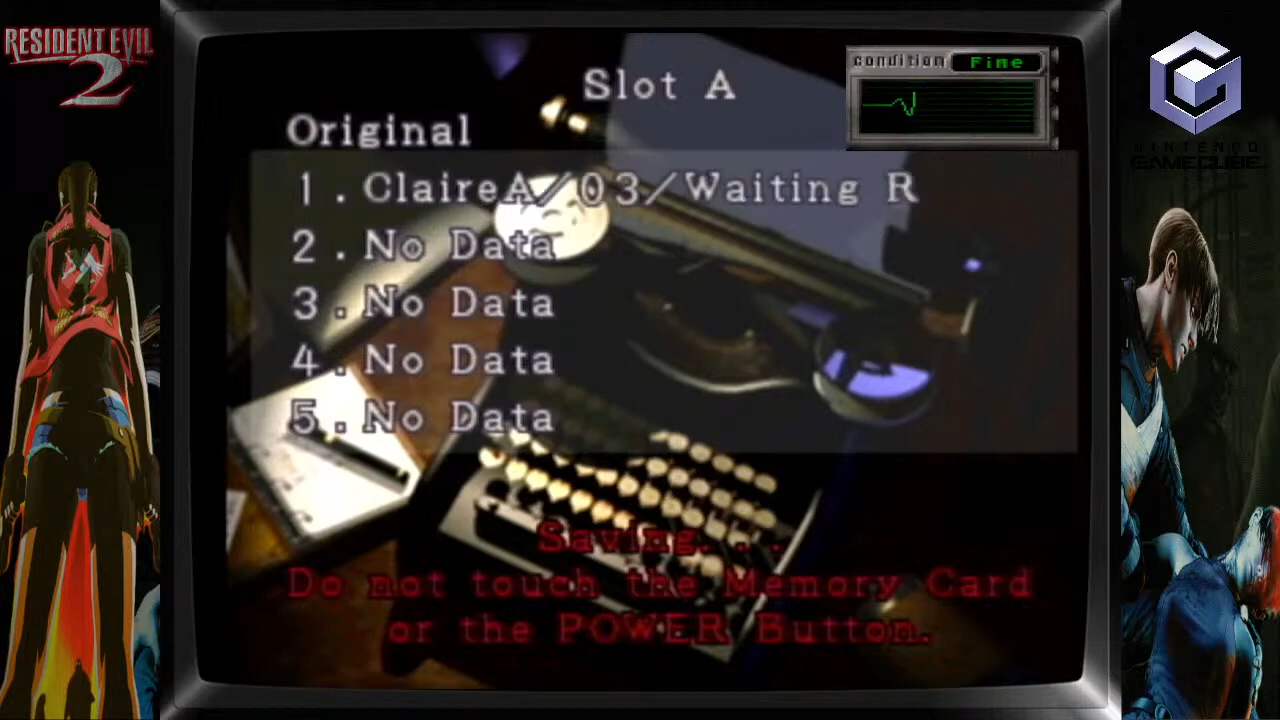 RESIDENT EVIL
2
Slot A
condition Fine
Original
1. ClaireA/03/Waiting R
2. No Data
3. No Data
4. No Data
5. No Data
Saving...
Do not touch the Memory Card
or the POWER Button.
NINTENDO
GAMECUBE